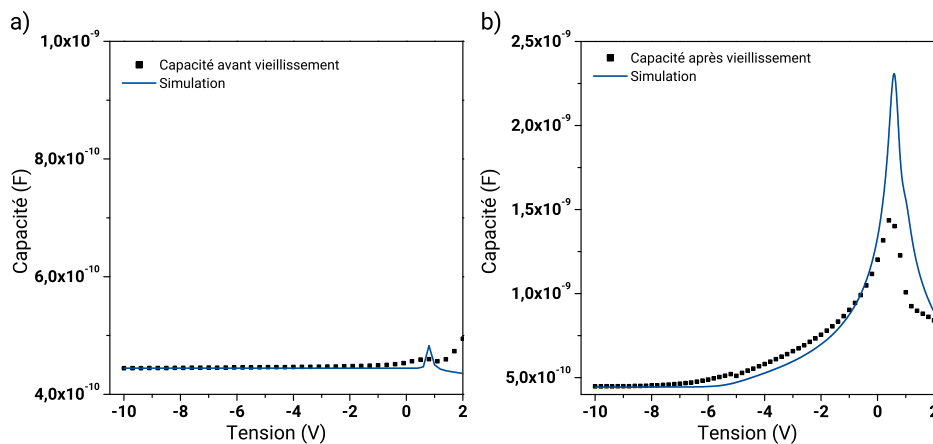 a)
1,0x10⁻⁹
8,0x10⁻¹⁰
6,0x10⁻¹⁰
4,0x10⁻¹⁰
Capacité (F)
Capacité avant vieillissement
Simulation
-10 -8 -6 -4 -2 0 2
Tension (V)
b)
2,5x10⁻⁹
2,0x10⁻⁹
1,5x10⁻⁹
1,0x10⁻⁹
5,0x10⁻¹⁰
Capacité (F)
Capacité après vieillissement
Simulation
-10 -8 -6 -4 -2 0 2
Tension (V)